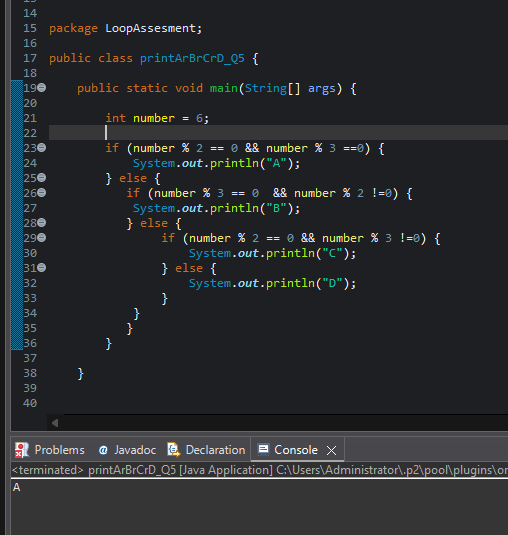 14
15 package LoopAssesment;
16
17 public class printArBrCrD_Q5 {
18
19 public static void main(String[] args) {
20
21 int number = 6;
22
23 if (number % 2 == 0 && number % 3 ==0) {
24 System.out.println("A");
25 } else {
26 if (number % 3 == 0  && number % 2 !=0) {
27 System.out.println("B");
28 } else {
29 if (number % 2 == 0 && number % 3 !=0) {
30 System.out.println("C");
31 } else {
32 System.out.println("D");
33 }
34 }
35 }
36 }
37
38 }
39
40
Problems @ Javadoc Declaration Console
<terminated> printArBrCrD_Q5 [Java Application] C:\Users\Administrator\.p2\pool\plugins\or
A